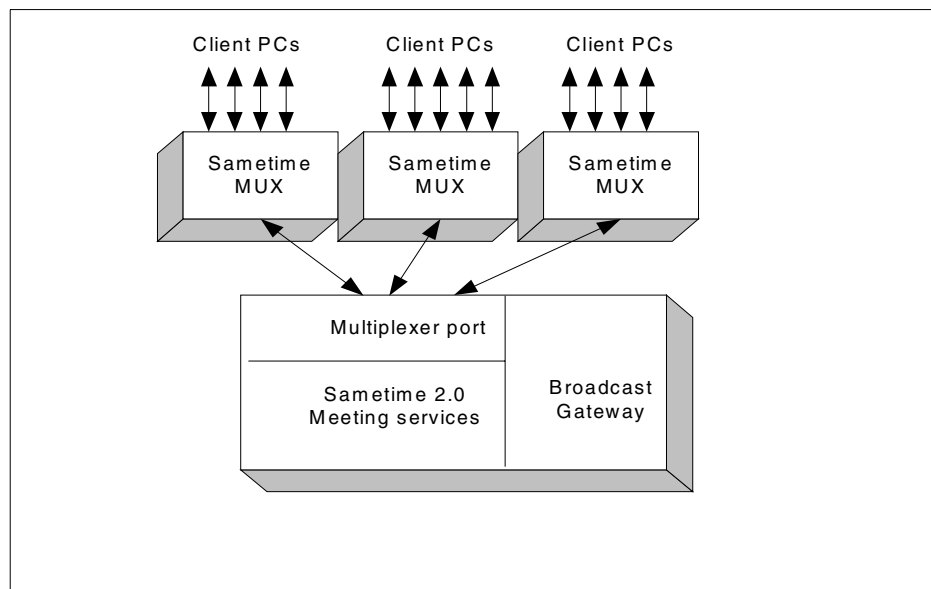 Client PCs Client PCs Client PCs
Sametime Sametime Sametime
MUX MUX MUX
Multiplexer port
Sametime 2.0
Meeting services
Broadcast
Gateway